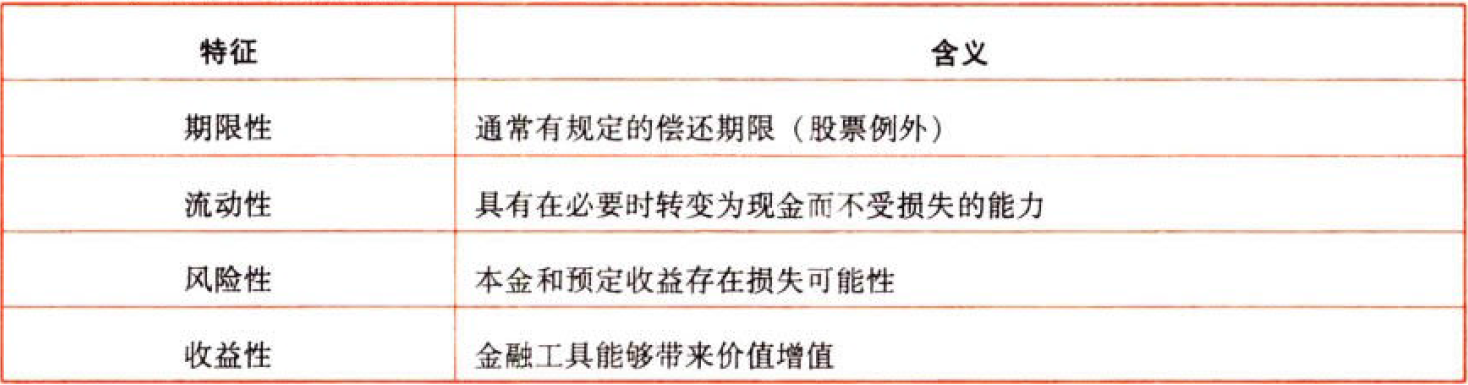 特征 含义
期限性 通常有规定的偿还期限（股票例外）
流动性 具有在必要时转变为现金而不受损失的能力
风险性 本金和预定收益存在损失可能性
收益性 金融工具能够带来价值增值